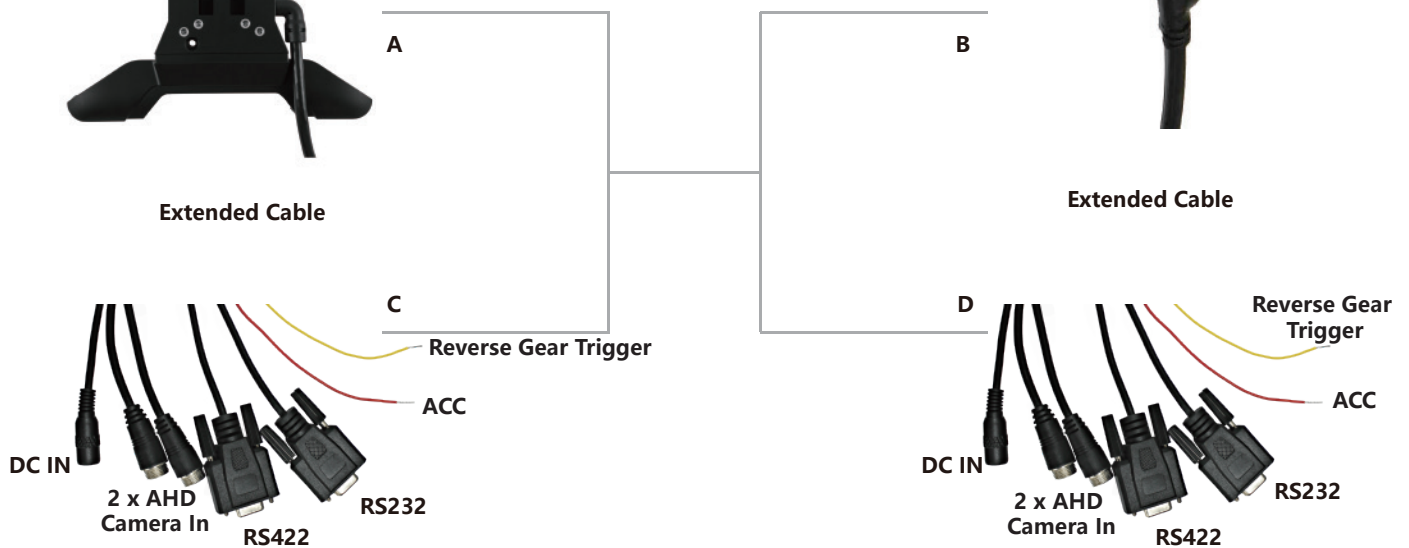 A
B
Extended Cable
Extended Cable
C
D
Reverse Gear Trigger
ACC
DC IN
2 x AHD
Camera In
RS422
RS232
Reverse Gear
Trigger
ACC
DC IN
2 x AHD
Camera In
RS422
RS232